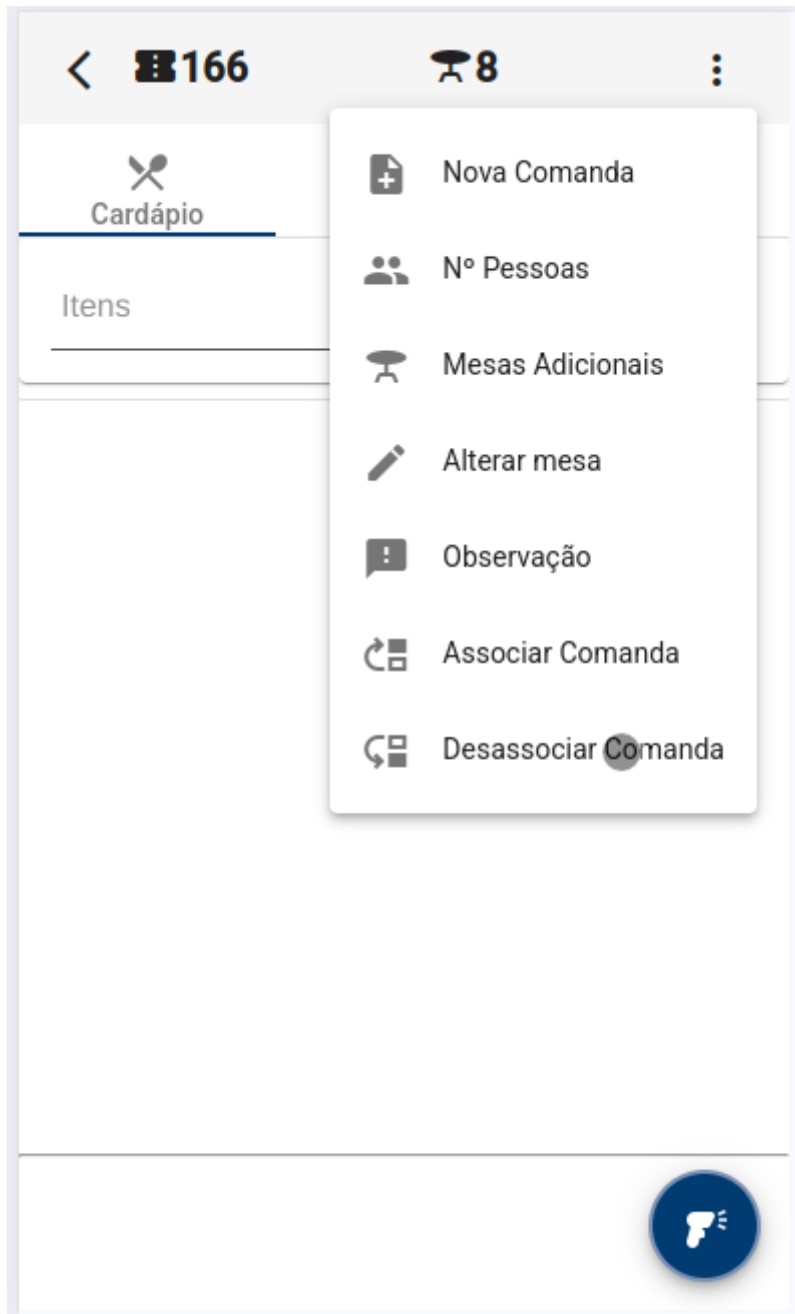 166
8
Cardápio
Itens
Nova Comanda
Nº Pessoas
Mesas Adicionais
Alterar mesa
Observação
Associar Comanda
Desassociar Comanda